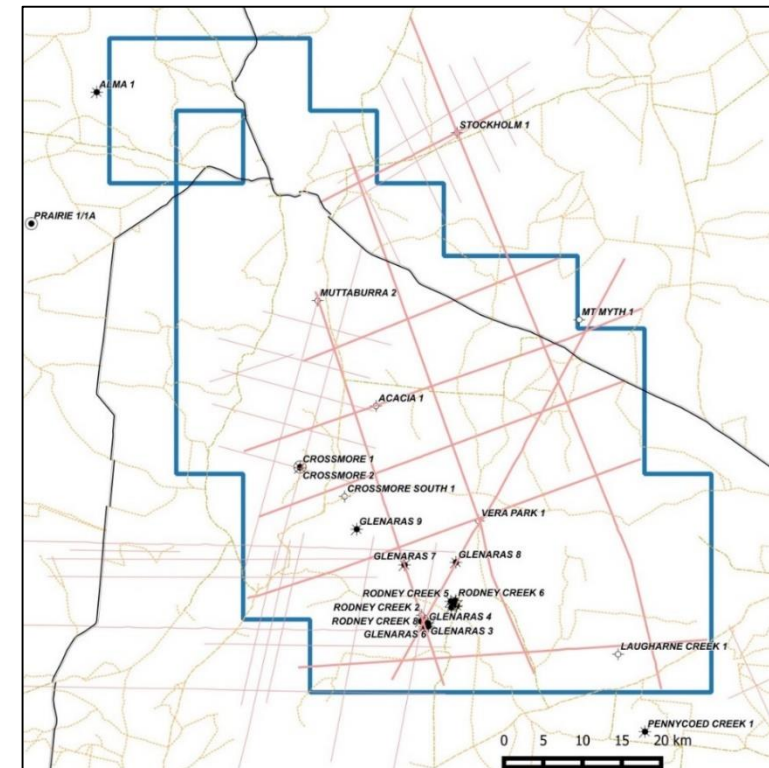 ALMA 1
STOCKHOLM 1
PRAIRIE 1/1A
MUTTABURRA 2
MT MYTH 1
ACACIA 1
CROSSMORE 1
CROSSMORE 2
CROSSMORE SOUTH 1
VERA PARK 1
GLENARAS 9
GLENARAS 7
GLENARAS 8
RODNEY CREEK 5
RODNEY CREEK 6
RODNEY CREEK 2
GLENARAS 4
RODNEY CREEK 8
GLENARAS 3
GLENARAS 6
LAUGHARNE CREEK 1
PENNYCOED CREEK 1
0 5 10 15 20 km